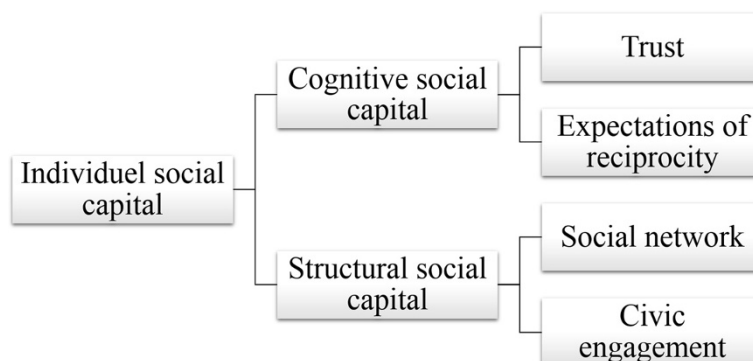 Individuel social
capital
Cognitive social
capital
Trust
Expectations of
reciprocity
Structural social
capital
Social network
Civic
engagement